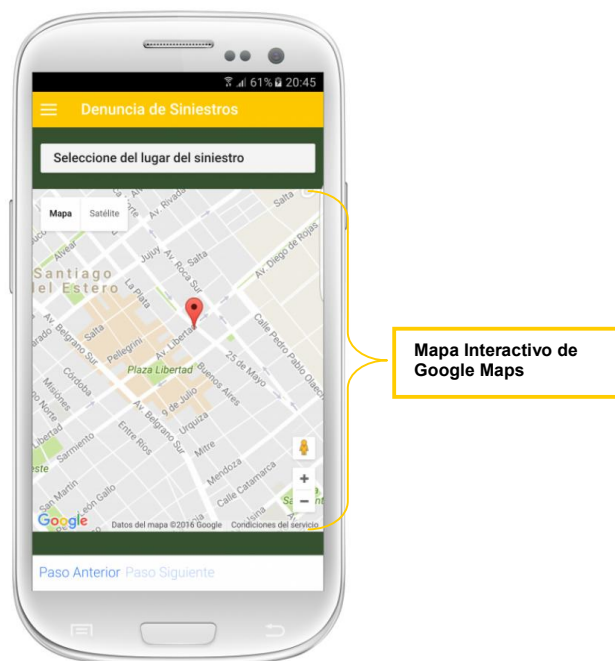 61% 20:45
Denuncia de Siniestros
Seleccione del lugar del siniestro
Mapa Satélite
Av. Rivada
Salta
Alvear
Jujuy
Av. Roca Sur
Salta
Av. Diego de Rojas
Santiago
del Estero
La Plata
Av. Belgrano Sur
Salta
Pellegrini
Av. Libertad
Calle Pedro Pablo Olaech
Plaza Libertad
25 de Mayo
Buenos Aires
Córdoba
Misiones
9 de Julio
Av. Belgrano Sur
Urquiza
Libertad
Sarmiento
Entre Ríos
Mitre
Mendoza
San Martín
León Gallo
Calle Catamarca
Google
Datos del mapa ©2016 Google Condiciones del servicio
Paso Anterior Paso Siguiente
Mapa Interactivo de
Google Maps